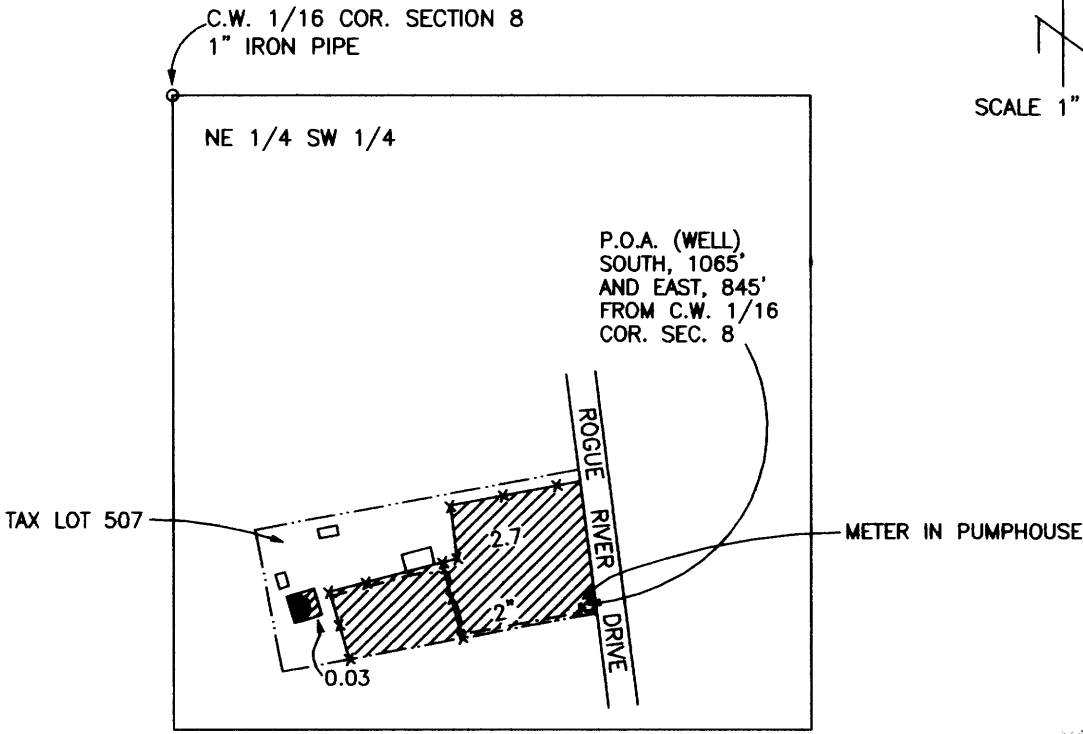 C.W. 1/16 COR. SECTION 8
1" IRON PIPE
SCALE 1"
NE 1/4 SW 1/4
P.O.A. (WELL)
SOUTH, 1065'
AND EAST, 845'
FROM C.W. 1/16
COR. SEC. 8
ROGUE RIVER DRIVE
TAX LOT 507
2.7
METER IN PUMPHOUSE
2"
0.03